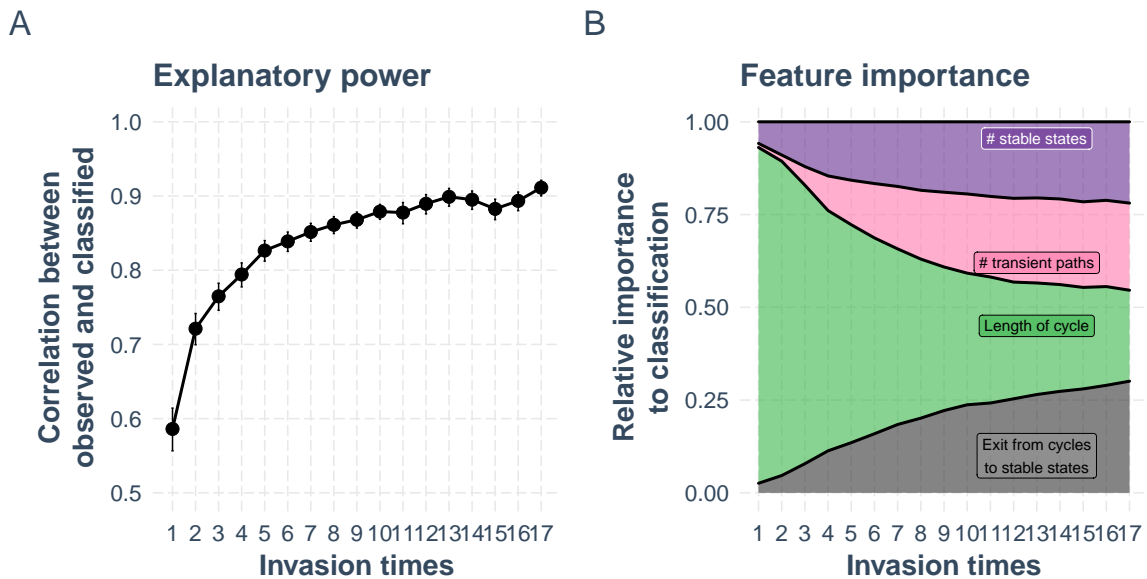 A
Explanatory power
Correlation between
observed and classified
1.0
0.9
0.8
0.7
0.6
0.5
1 2 3 4 5 6 7 8 9 10 11 12 13 14 15 16 17
Invasion times
B
Feature importance
Relative importance
to classification
1.00
0.75
0.50
0.25
0.00
# stable states
# transient paths
Length of cycle
Exit from cycles
to stable states
1 2 3 4 5 6 7 8 9 10 11 12 13 14 15 16 17
Invasion times